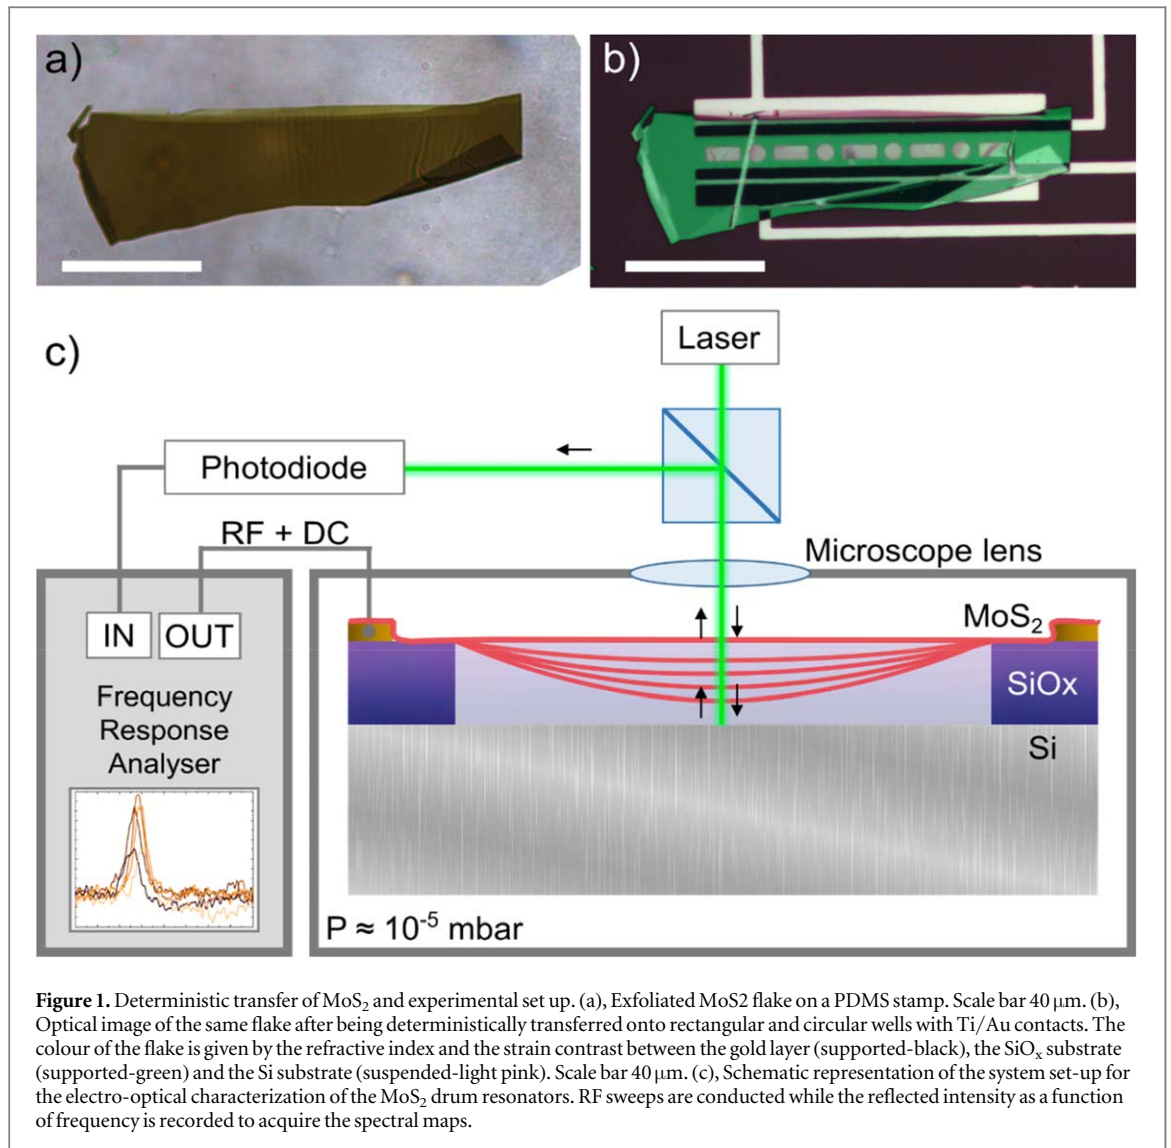 a)
b)
c)
Laser
Photodiode
RF + DC
Microscope lens
IN OUT
MoS₂
Frequency
Response
Analyser
SiOx
Si
P ≈ 10⁻⁵ mbar
Figure 1. Deterministic transfer of MoS₂ and experimental set up. (a), Exfoliated MoS2 flake on a PDMS stamp. Scale bar 40 μm. (b),
Optical image of the same flake after being deterministically transferred onto rectangular and circular wells with Ti/Au contacts. The
colour of the flake is given by the refractive index and the strain contrast between the gold layer (supported-black), the SiOₓ substrate
(supported-green) and the Si substrate (suspended-light pink). Scale bar 40 μm. (c), Schematic representation of the system set-up for
the electro-optical characterization of the MoS₂ drum resonators. RF sweeps are conducted while the reflected intensity as a function
of frequency is recorded to acquire the spectral maps.